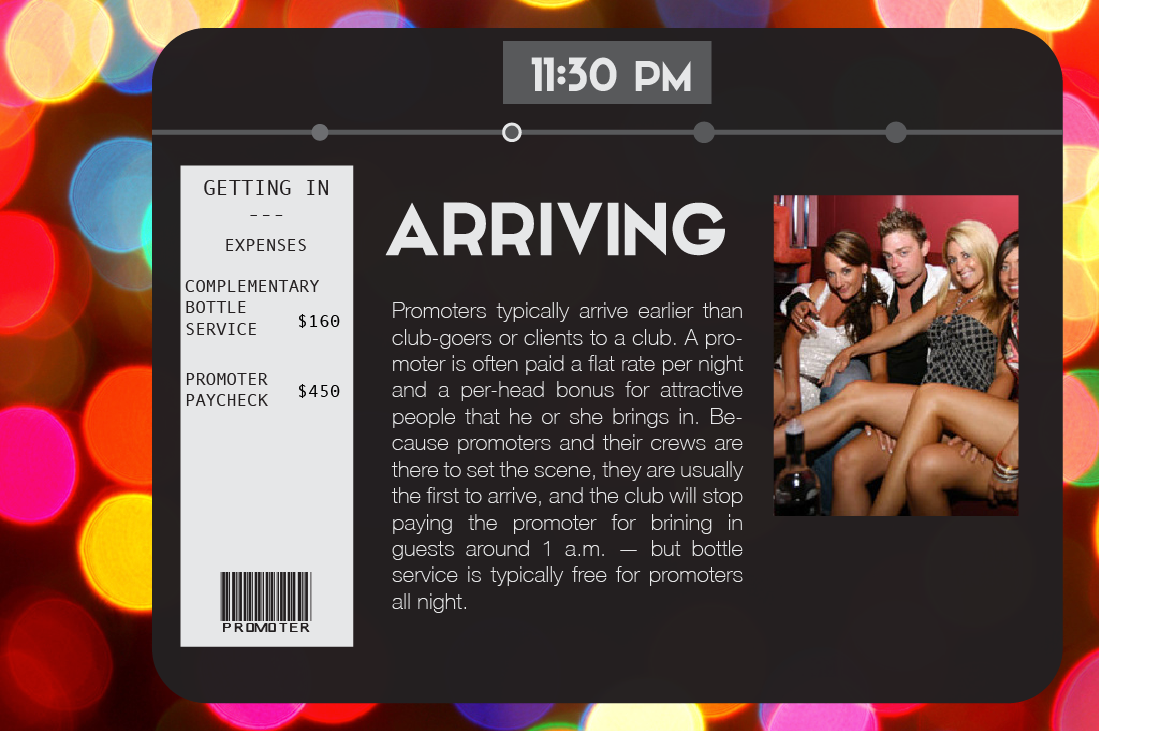 11:30 PM
GETTING IN
---
EXPENSES
COMPLEMENTARY
BOTTLE
SERVICE $160
PROMOTER
PAYCHECK $450
PROMOTER
ARRIVING
Promoters typically arrive earlier than
club-goers or clients to a club. A pro-
moter is often paid a flat rate per night
and a per-head bonus for attractive
people that he or she brings in. Be-
cause promoters and their crews are
there to set the scene, they are usually
the first to arrive, and the club will stop
paying the promoter for brining in
guests around 1 a.m. — but bottle
service is typically free for promoters
all night.